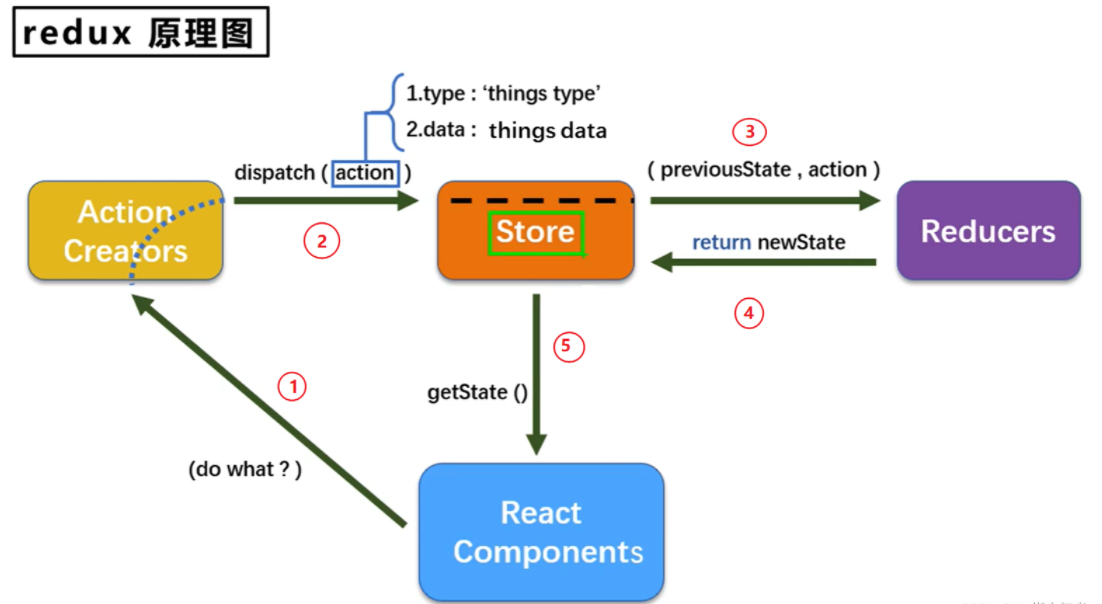 redux 原理图
1.type : ‘things type’
2.data : things data
dispatch ( action )
③
( previousState , action )
Action
Creators
②
Store
return newState
Reducers
④
①
⑤
getState ()
(do what ? )
React
Components